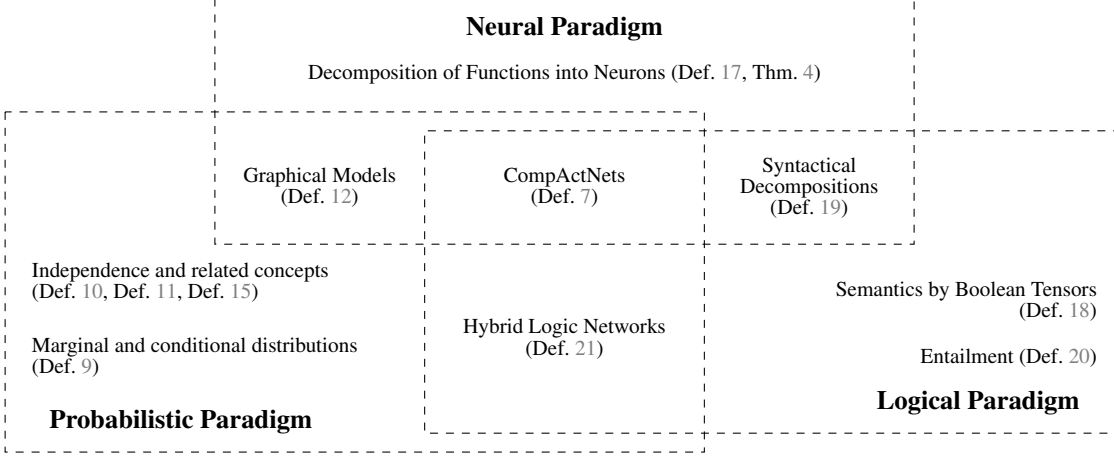 Neural Paradigm
Decomposition of Functions into Neurons (Def. 17, Thm. 4)
Graphical Models
(Def. 12)
CompActNets
(Def. 7)
Syntactical
Decompositions
(Def. 19)
Independence and related concepts
(Def. 10, Def. 11, Def. 15)
Marginal and conditional distributions
(Def. 9)
Probabilistic Paradigm
Hybrid Logic Networks
(Def. 21)
Semantics by Boolean Tensors
(Def. 18)
Entailment (Def. 20)
Logical Paradigm